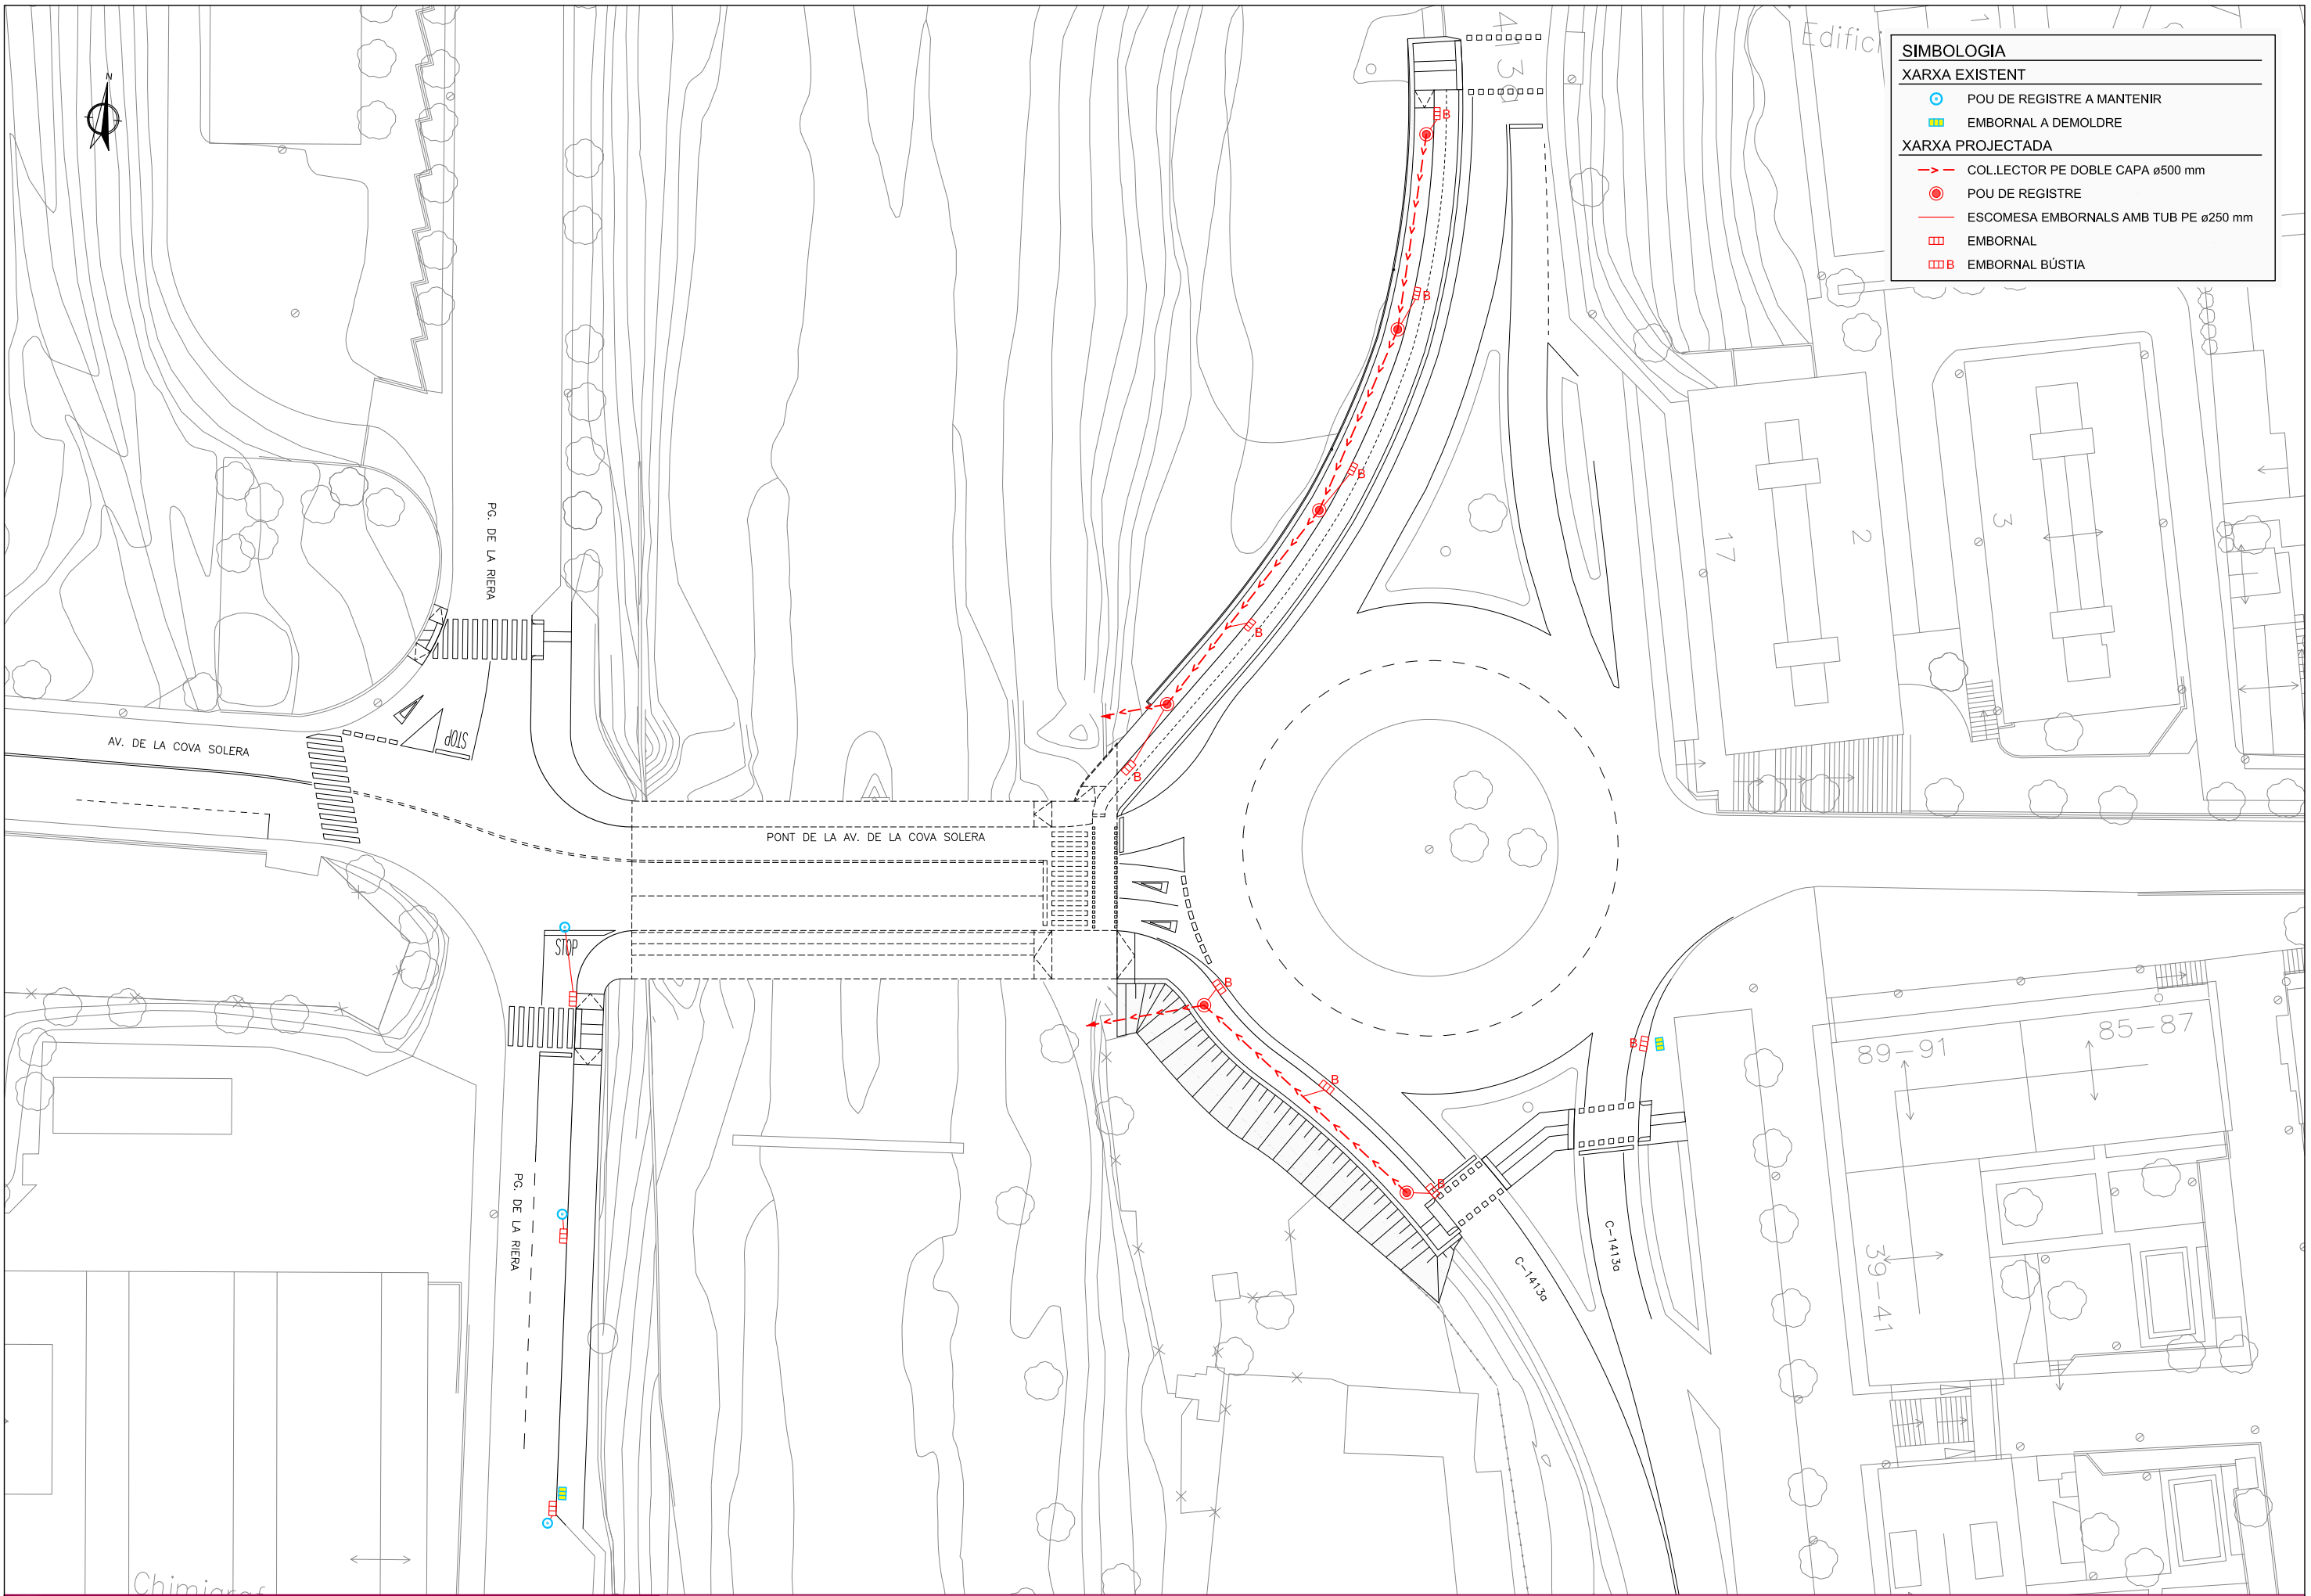 N
Edifici
1
SIMBOLOGIA
XARXA EXISTENT
POU DE REGISTRE A MANTENIR
EMBORNAL A DEMOLDRE
XARXA PROJECTADA
COL.LECTOR PE DOBLE CAPA ø500 mm
POU DE REGISTRE
ESCOMESA EMBORNALS AMB TUB PE ø250 mm
EMBORNAL
B EMBORNAL BÚSTIA
B
B
B
B
B
PG. DE LA RIERA
17
2
3
STOP
AV. DE LA COVA SOLERA
PONT DE LA AV. DE LA COVA SOLERA
STOP
B
B
B
B
89-91
85-87
39-41
PG. DE LA RIERA
C-1413a
C-1413a